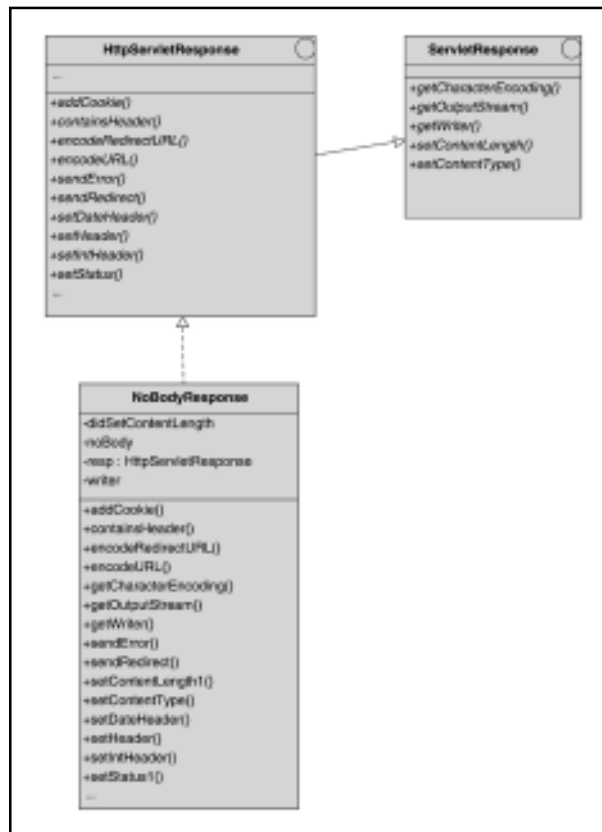 HttpServletResponse
...
+addCookie()
+containsHeader()
+encodeRedirectURL()
+encodeURL()
+sendError()
+sendRedirect()
+setDateHeader()
+setHeader()
+setIntHeader()
+setStatus()
...
ServletResponse
+getCharacterEncoding()
+getOutputStream()
+getWriter()
+setContentLength()
+setContentType()
NoBodyResponse
-didSetContentLength
-noBody
-resp : HttpServletResponse
-writer
+addCookie()
+containsHeader()
+encodeRedirectURL()
+encodeURL()
+getCharacterEncoding()
+getOutputStream()
+getWriter()
+sendError()
+sendRedirect()
+setContentLength1()
+setContentType()
+setDateHeader()
+setHeader()
+setIntHeader()
+setStatus1()
...